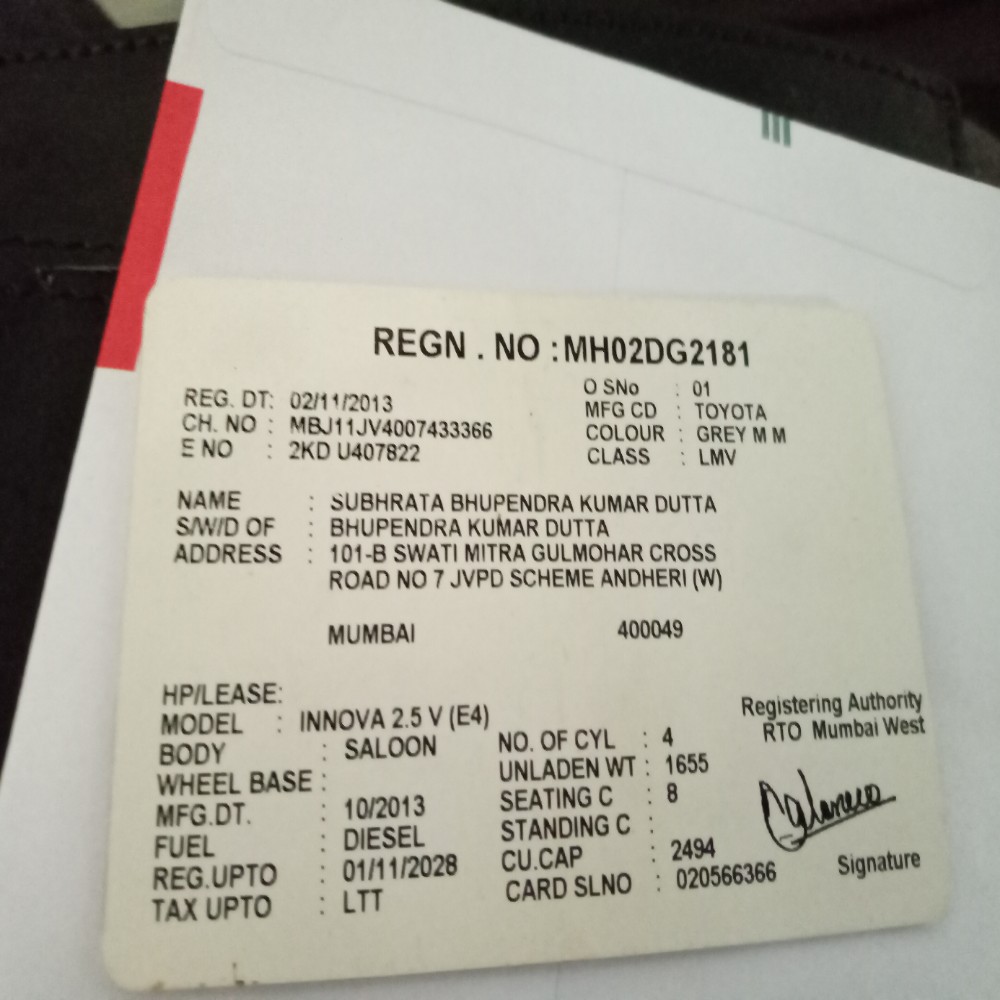 REGN . NO : MH02DG2181
REG. DT: 02/11/2013 O SNo : 01
CH. NO : MBJ11JV4007433366 MFG CD : TOYOTA
E NO : 2KD U407822 COLOUR : GREY M M
CLASS : LMV
NAME : SUBHRATA BHUPENDRA KUMAR DUTTA
S/W/D OF : BHUPENDRA KUMAR DUTTA
ADDRESS : 101-B SWATI MITRA GULMOHAR CROSS
ROAD NO 7 JVPD SCHEME ANDHERI (W)
MUMBAI 400049
HP/LEASE:
MODEL : INNOVA 2.5 V (E4)
BODY : SALOON
WHEEL BASE :
MFG.DT. : 10/2013
FUEL : DIESEL
REG.UPTO : 01/11/2028
TAX UPTO : LTT
NO. OF CYL : 4
UNLADEN WT : 1655
SEATING C : 8
STANDING C :
CU.CAP : 2494
CARD SLNO : 020566366
Registering Authority
RTO Mumbai West
Signature